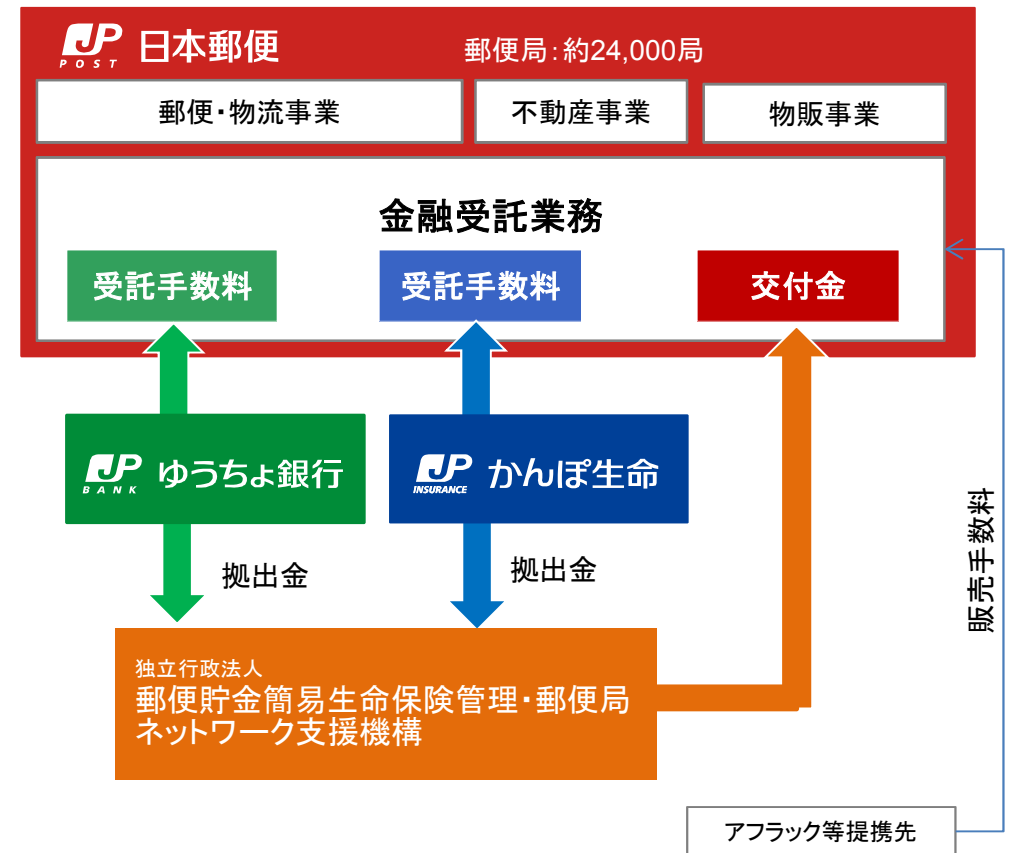 JP POST 日本郵便
郵便局：約24,000局
郵便・物流事業
不動産事業
物販事業
金融受託業務
受託手数料
受託手数料
交付金
JP BANK ゆうちょ銀行
JP INSURANCE かんぽ生命
拠出金
拠出金
販売手数料
独立行政法人
郵便貯金簡易生命保険管理・郵便局
ネットワーク支援機構
アフラック等提携先